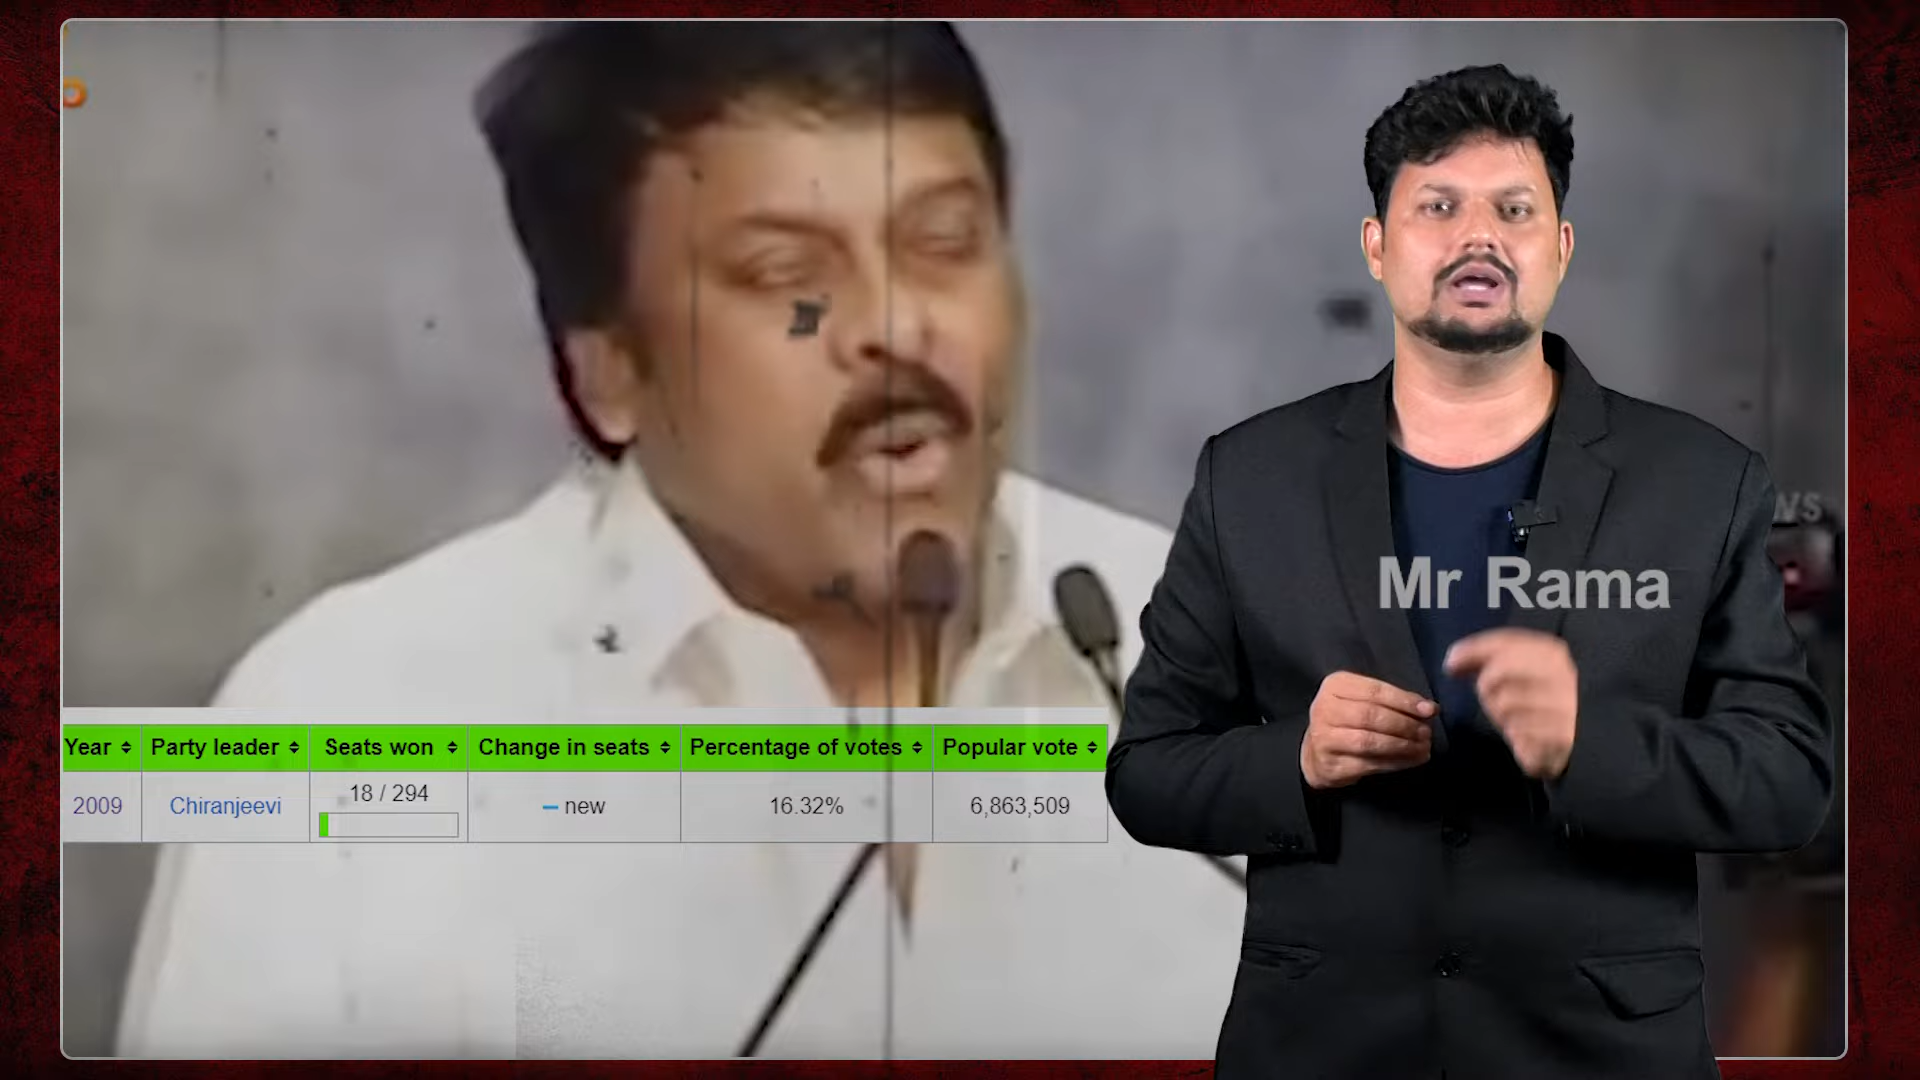 NS
Mr Rama
Year Party leader Seats won Change in seats Percentage of votes Popular vote
2009 Chiranjeevi 18 / 294 new 16.32% 6,863,509